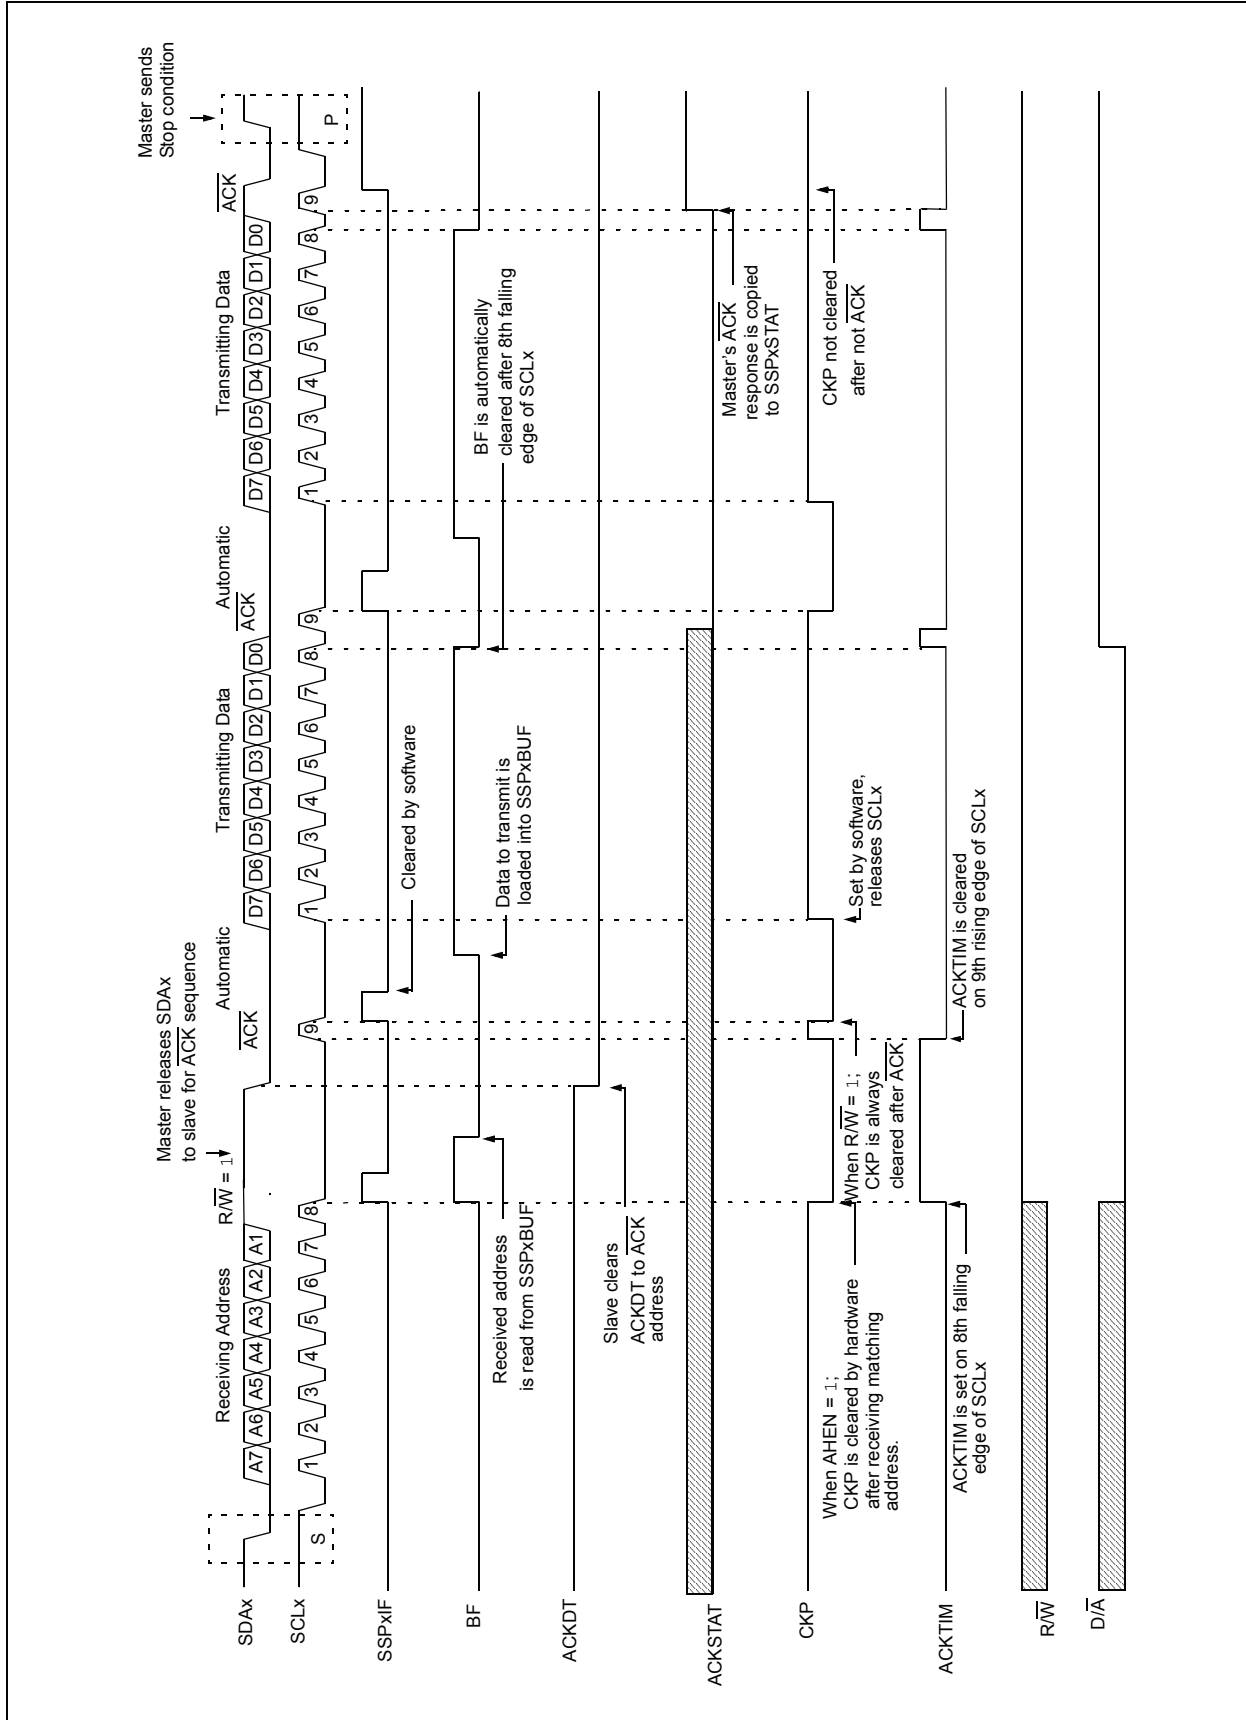 Master sends
Stop condition
Master releases SDAx
to slave for ACK sequence
Receiving Address
R/W = 1
ACK
Automatic
Transmitting Data
ACK
Automatic
Transmitting Data
ACK
SDAx
A7 A6 A5 A4 A3 A2 A1
D7 D6 D5 D4 D3 D2 D1 D0
D7 D6 D5 D4 D3 D2 D1 D0
SCLx
1 2 3 4 5 6 7 8 9
1 2 3 4 5 6 7 8 9
1 2 3 4 5 6 7 8 9
S
P
SSPxIF
Cleared by software
BF
Received address
is read from SSPxBUF
Data to transmit is
loaded into SSPxBUF
BF is automatically
cleared after 8th falling
edge of SCLx
ACKDT
Slave clears
ACKDT to ACK
address
ACKSTAT
Master's ACK
response is copied
to SSPxSTAT
CKP
When AHEN = 1;
CKP is cleared by hardware
after receiving matching
address.
When R/W = 1;
CKP is always
cleared after ACK
Set by software,
releases SCLx
CKP not cleared
after not ACK
ACKTIM
ACKTIM is set on 8th falling
edge of SCLx
ACKTIM is cleared
on 9th rising edge of SCLx
R/W
D/A